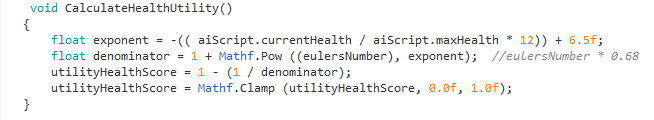 void CalculateHealthUtility()
{
float exponent = -(( aiScript.currentHealth / aiScript.maxHealth * 12)) + 6.5f;
float denominator = 1 + Mathf.Pow ((eulersNumber), exponent);  //eulersNumber * 0.68
utilityHealthScore = 1 - (1 / denominator);
utilityHealthScore = Mathf.Clamp (utilityHealthScore, 0.0f, 1.0f);
}